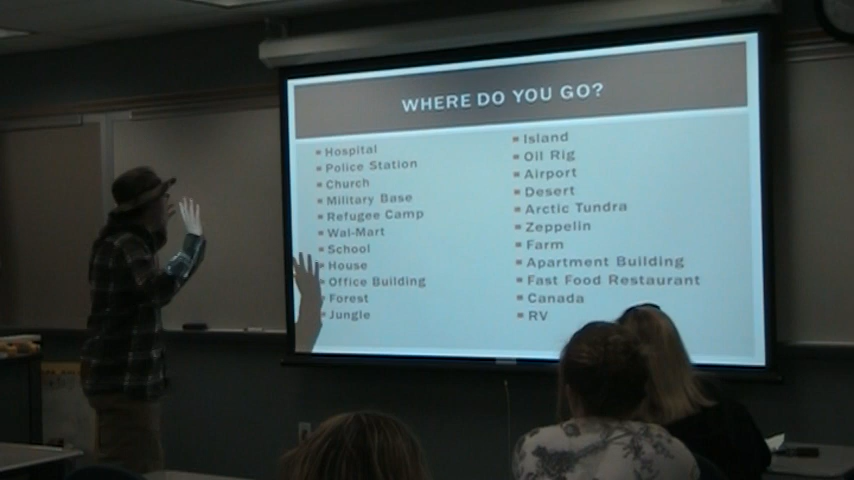 WHERE DO YOU GO?
Hospital
Police Station
Church
Military Base
Refugee Camp
Wal-Mart
School
House
Office Building
Forest
Jungle
Island
Oil Rig
Airport
Desert
Arctic Tundra
Zeppelin
Farm
Apartment Building
Fast Food Restaurant
Canada
RV